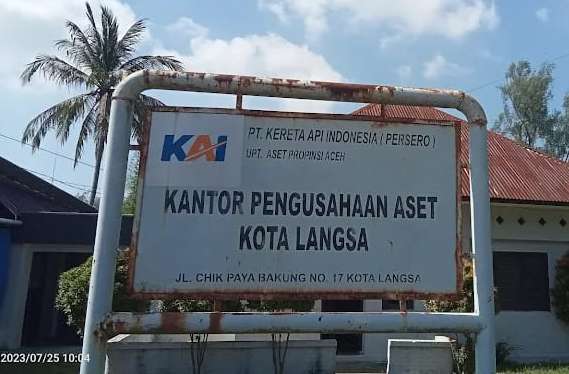 KAI
PT. KERETA API INDONESIA ( PERSERO )
UPT. ASET PROPINSI ACEH
KANTOR PENGUSAHAAN ASET
KOTA LANGSA
JL. CHIK PAYA BAKUNG NO. 17 KOTA LANGSA
2023/07/25 10:04